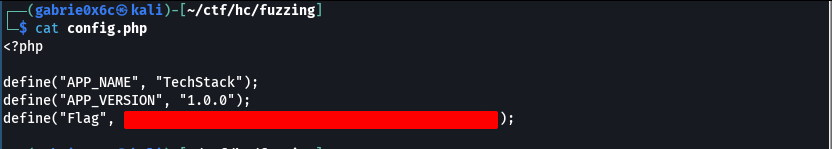 (gabrie0x6c㉿kali)-[~/ctf/hc/fuzzing]
$ cat config.php
<?php
define("APP_NAME", "TechStack");
define("APP_VERSION", "1.0.0");
define("Flag", );